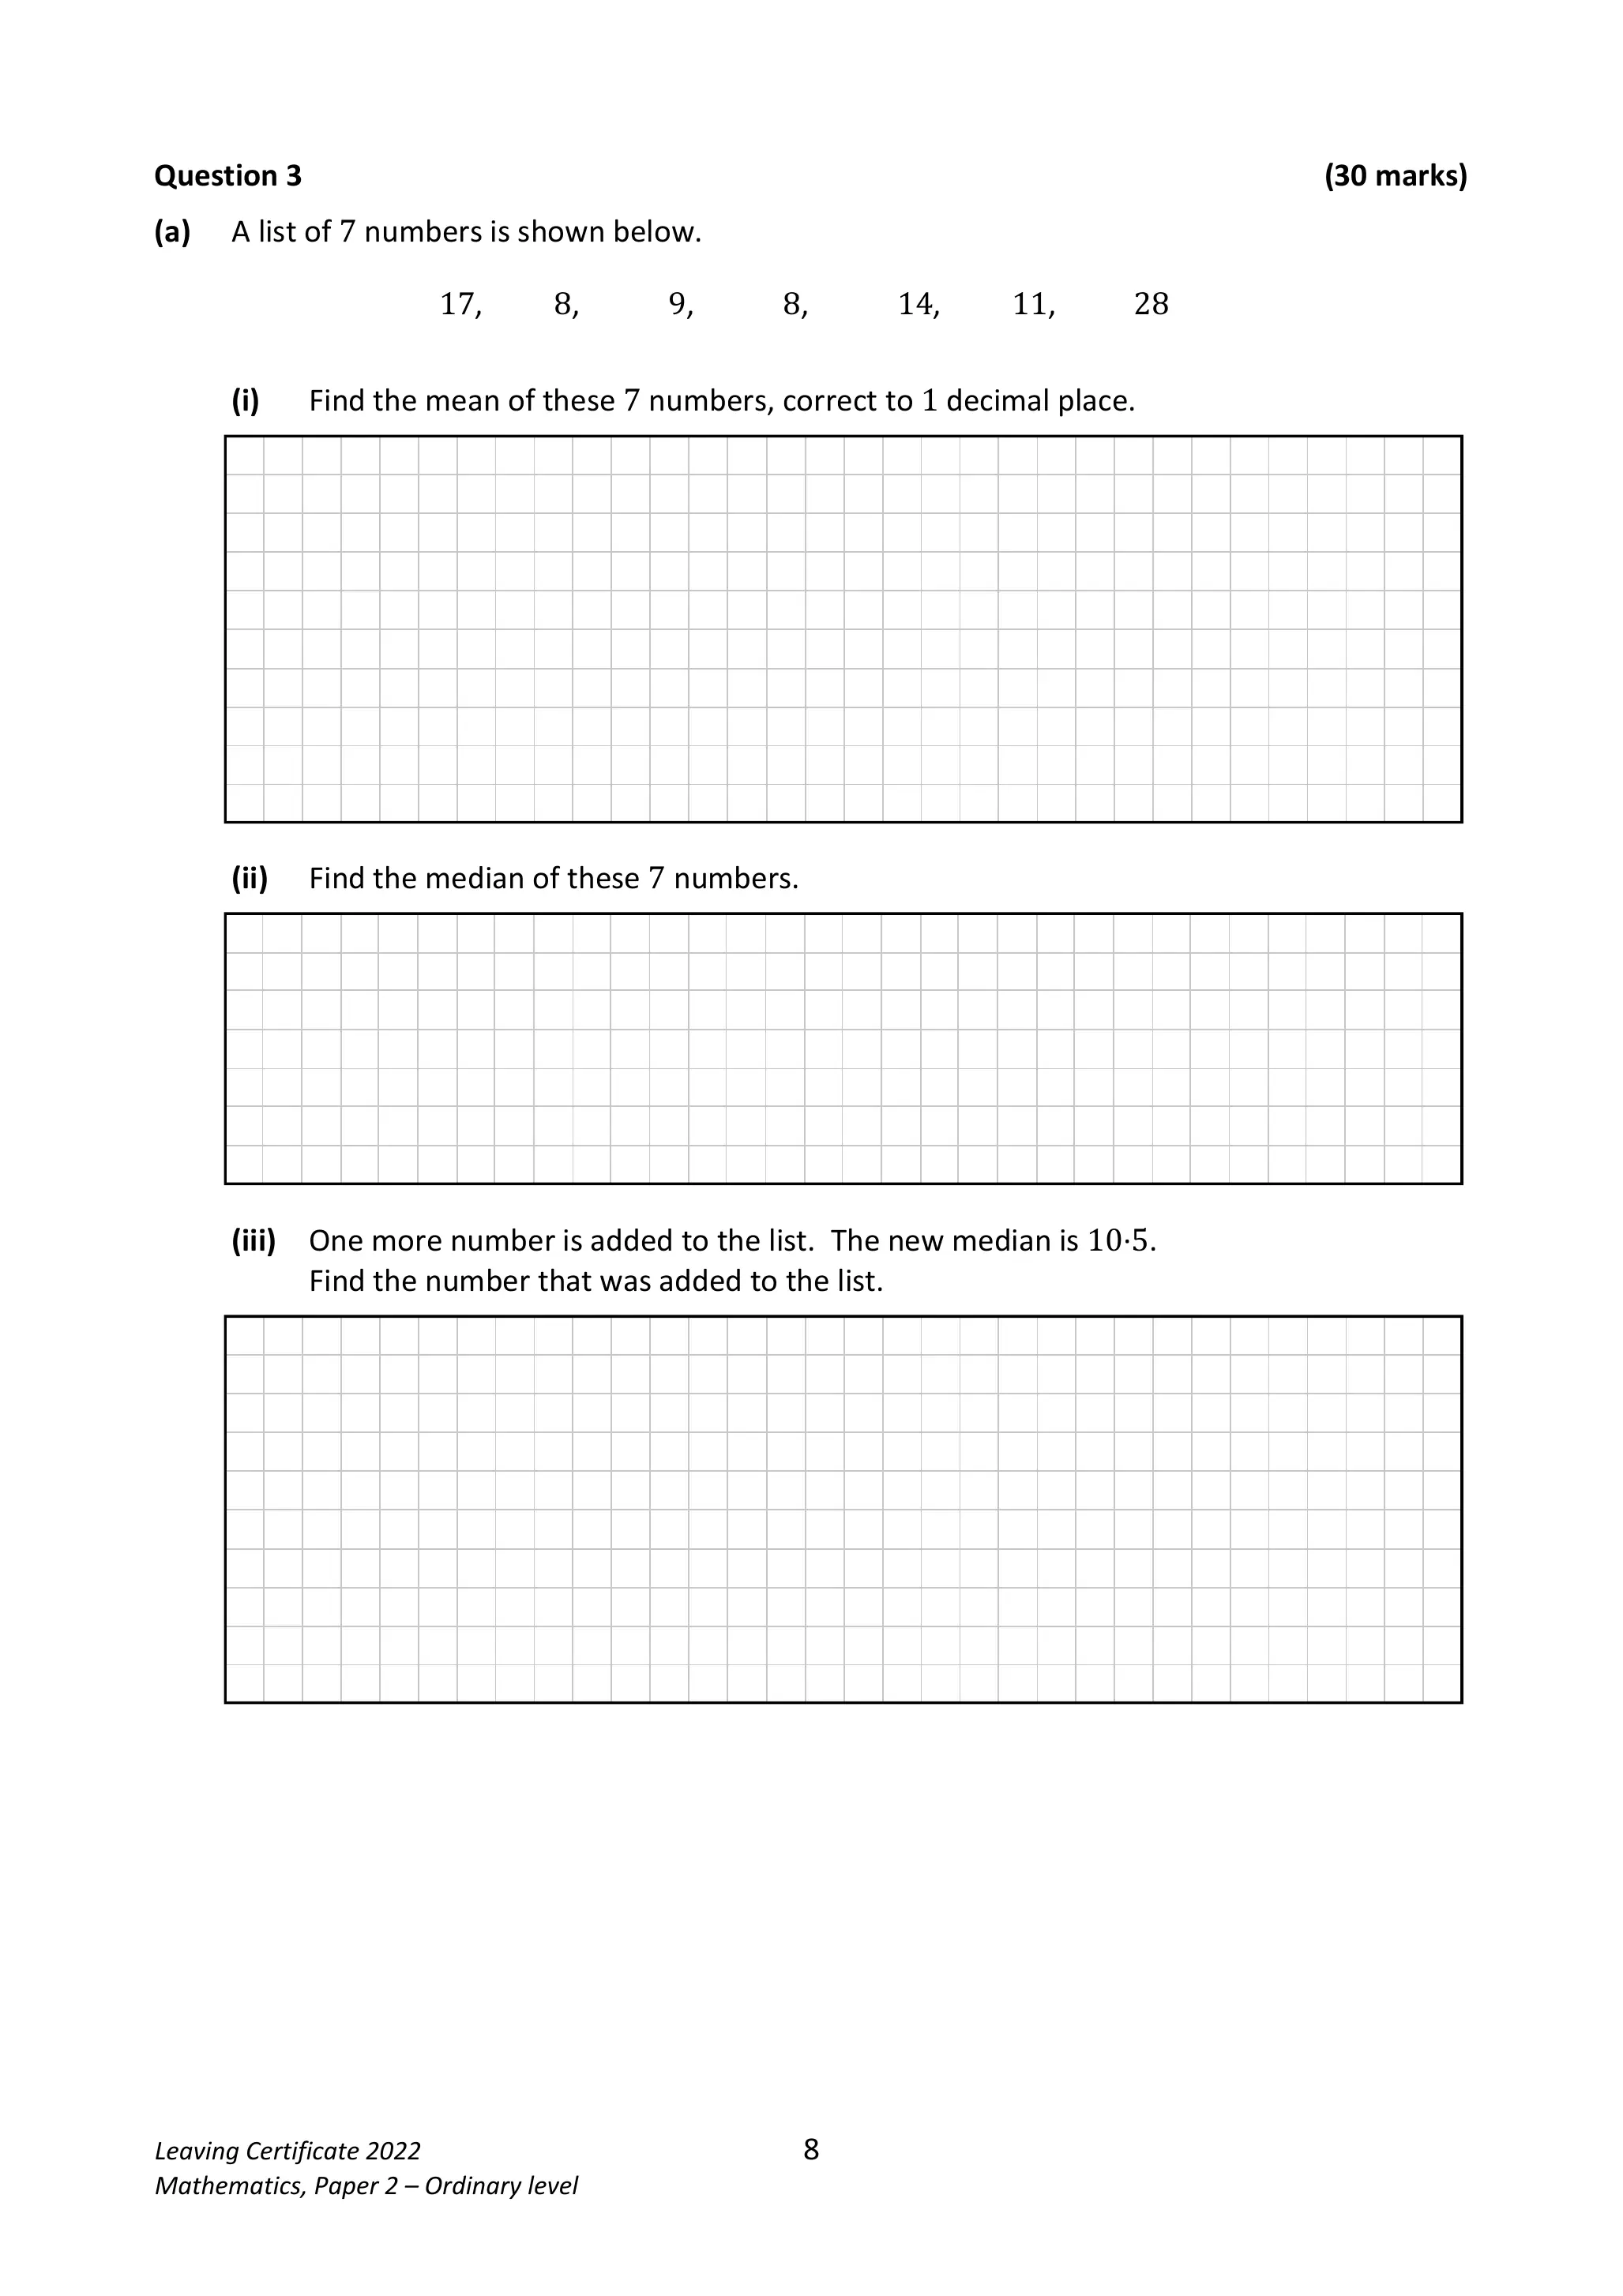 Question 3 (30 marks)
(a) A list of 7 numbers is shown below.
17, 8, 9, 8, 14, 11, 28
(i) Find the mean of these 7 numbers, correct to 1 decimal place.
(ii) Find the median of these 7 numbers.
(iii) One more number is added to the list. The new median is 10·5.
Find the number that was added to the list.
Leaving Certificate 2022 8
Mathematics, Paper 2 – Ordinary level